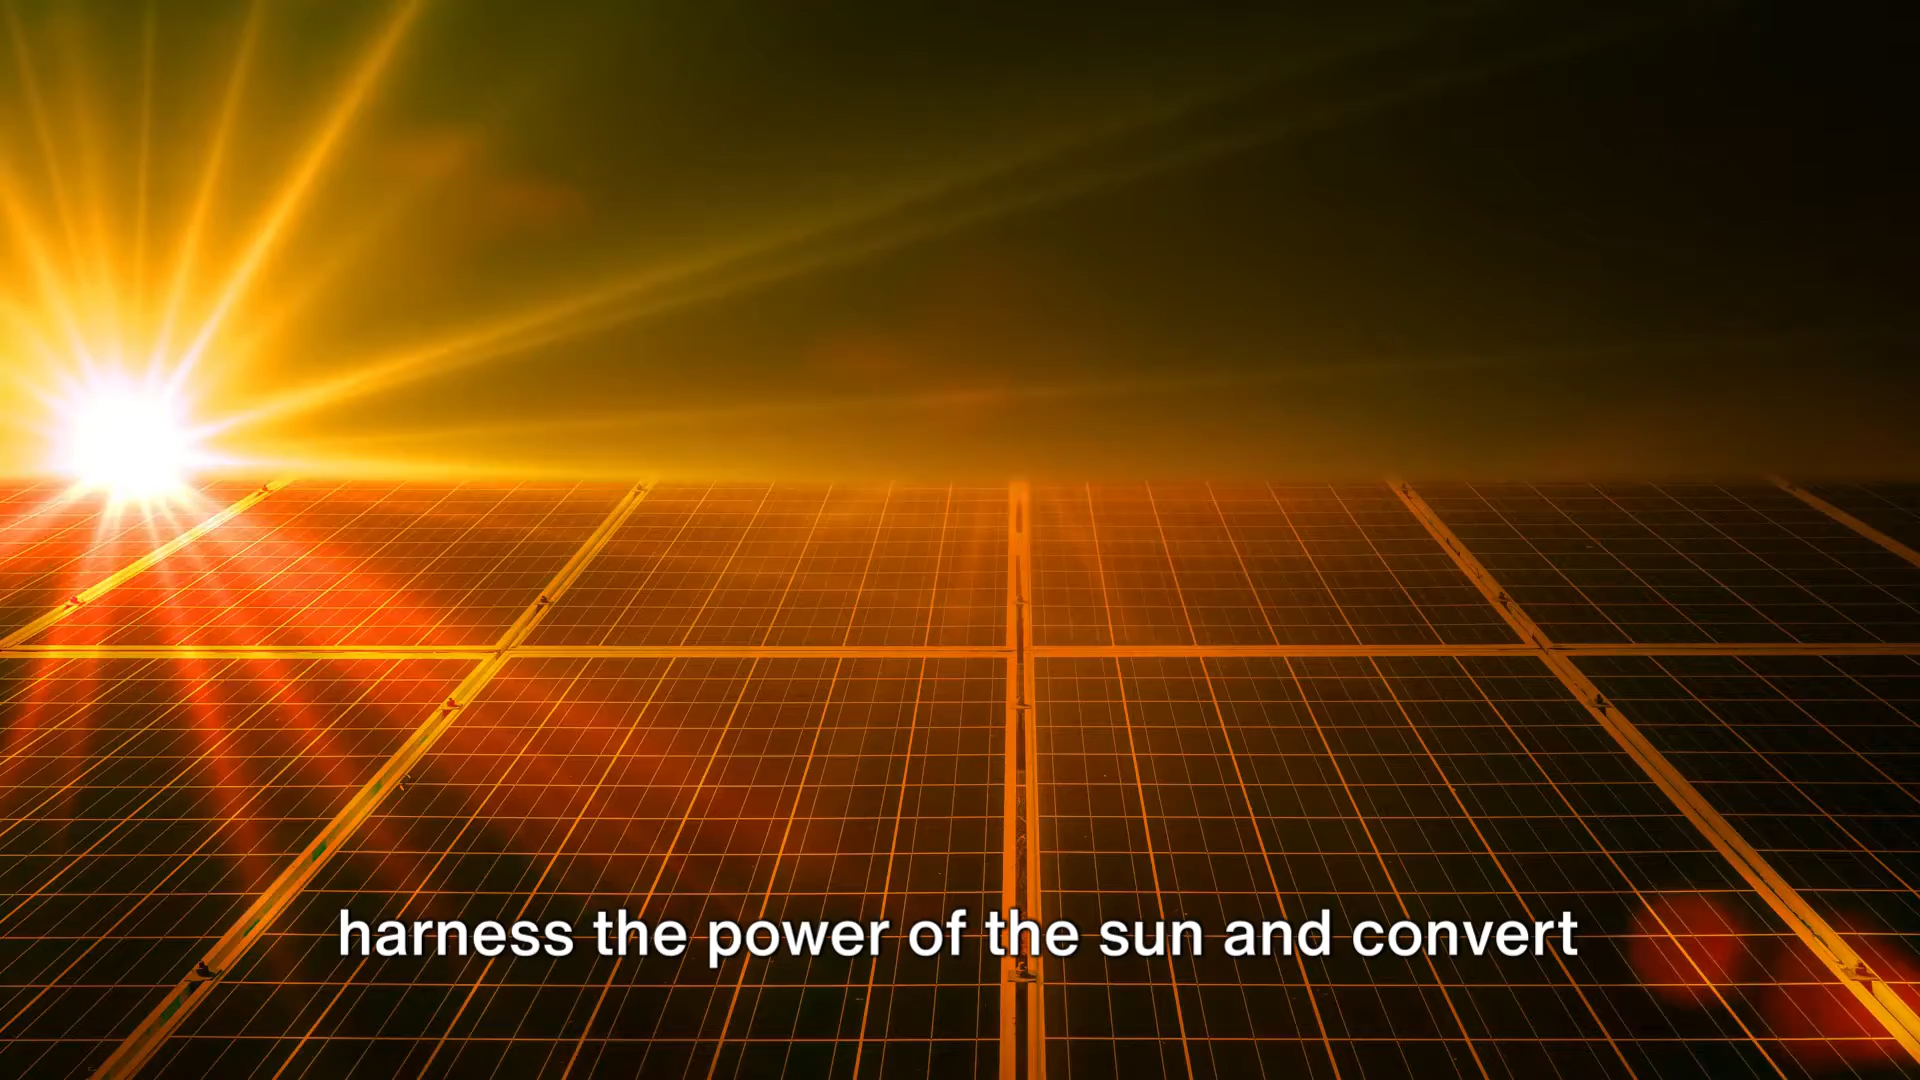 harness the power of the sun and convert